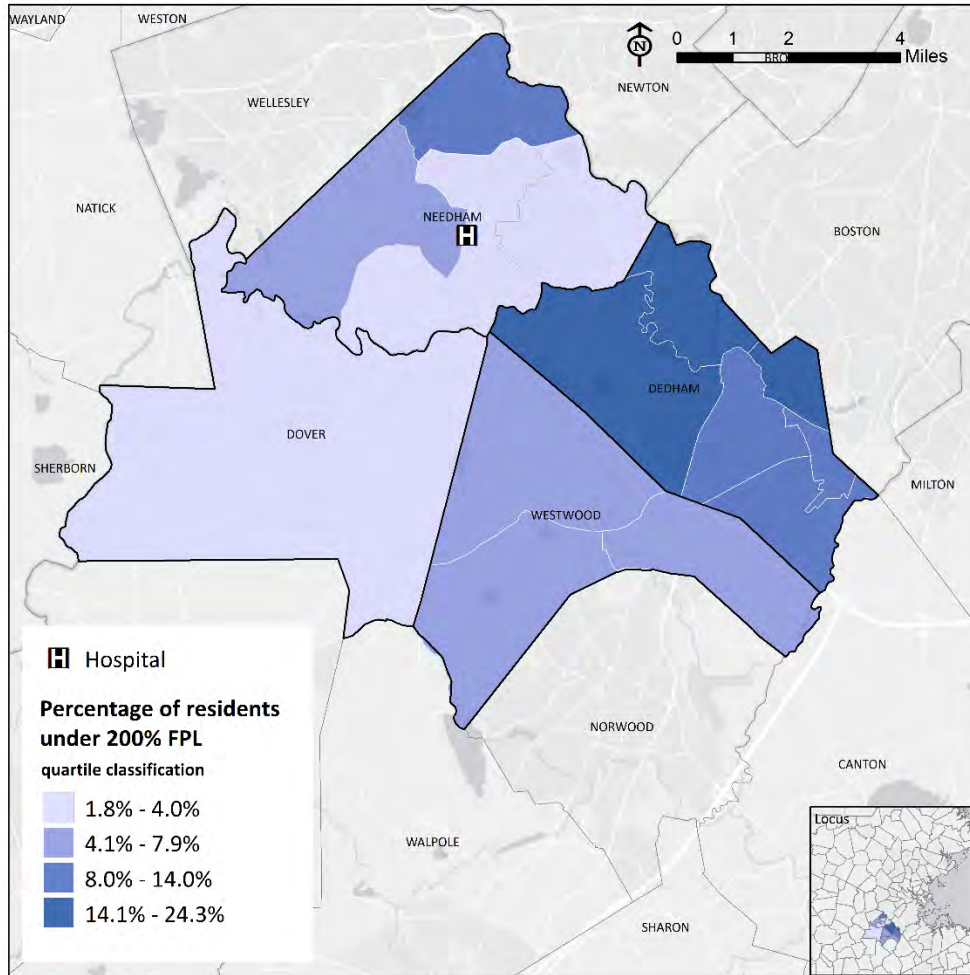 WAYLAND
WESTON
N
0 1 2 4
Miles
BRO
NEWTON
WELLESLEY
NATICK
NEEDHAM
H
BOSTON
DEDHAM
DOVER
SHERBORN
MILTON
WESTWOOD
H Hospital
Percentage of residents
under 200% FPL
quartile classification
1.8% - 4.0%
4.1% - 7.9%
8.0% - 14.0%
14.1% - 24.3%
NORWOOD
CANTON
WALPOLE
Locus
SHARON